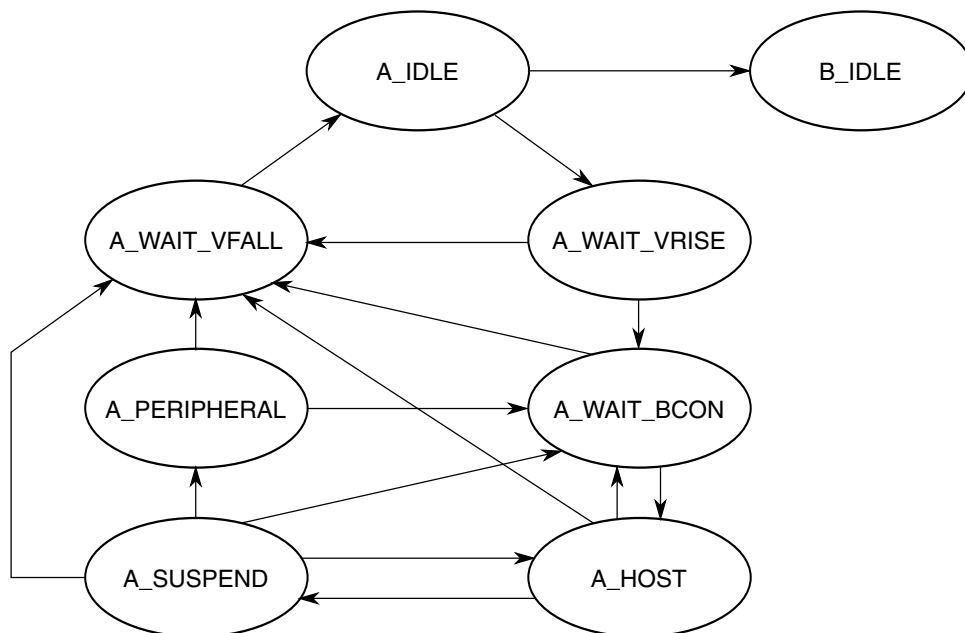 A_IDLE
B_IDLE
A_WAIT_VFALL
A_WAIT_VRISE
A_PERIPHERAL
A_WAIT_BCON
A_SUSPEND
A_HOST